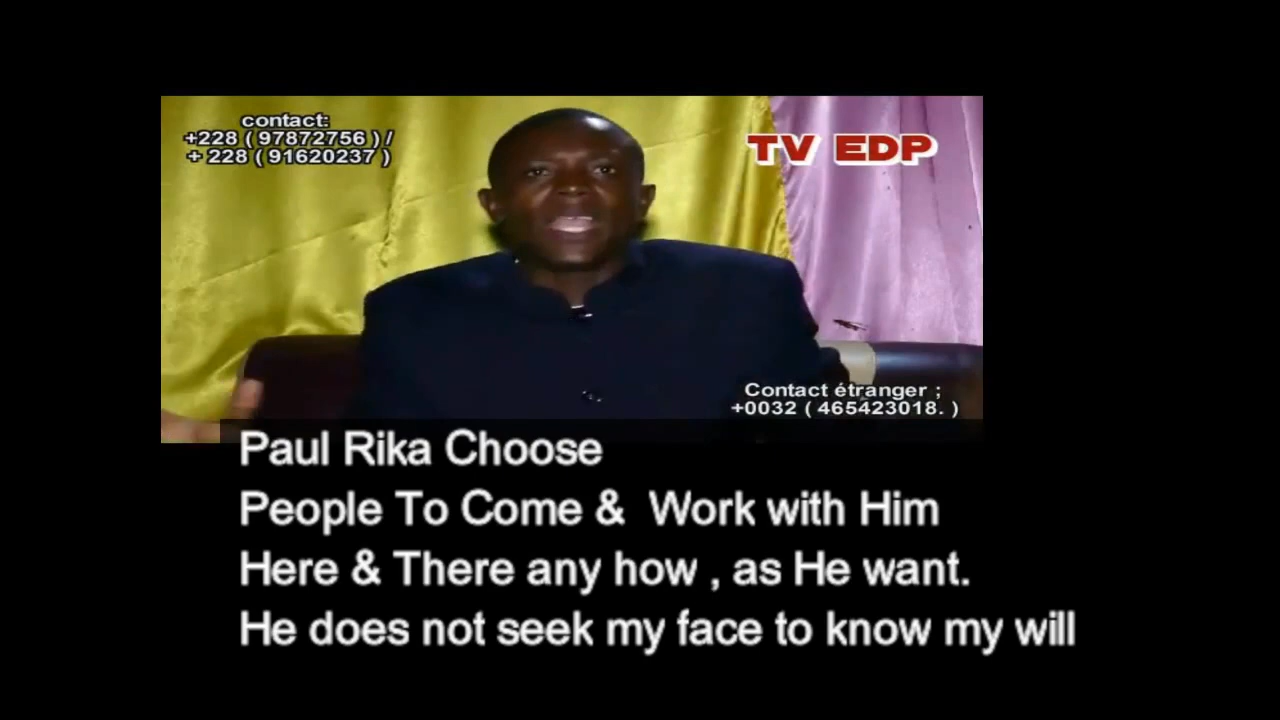 contact:
+228 ( 97872756 ) /
+ 228 ( 91620237 )
TV EDP
Contact étranger ;
+0032 ( 465423018. )
Paul Rika Choose
People To Come & Work with Him
Here & There any how , as He want.
He does not seek my face to know my will